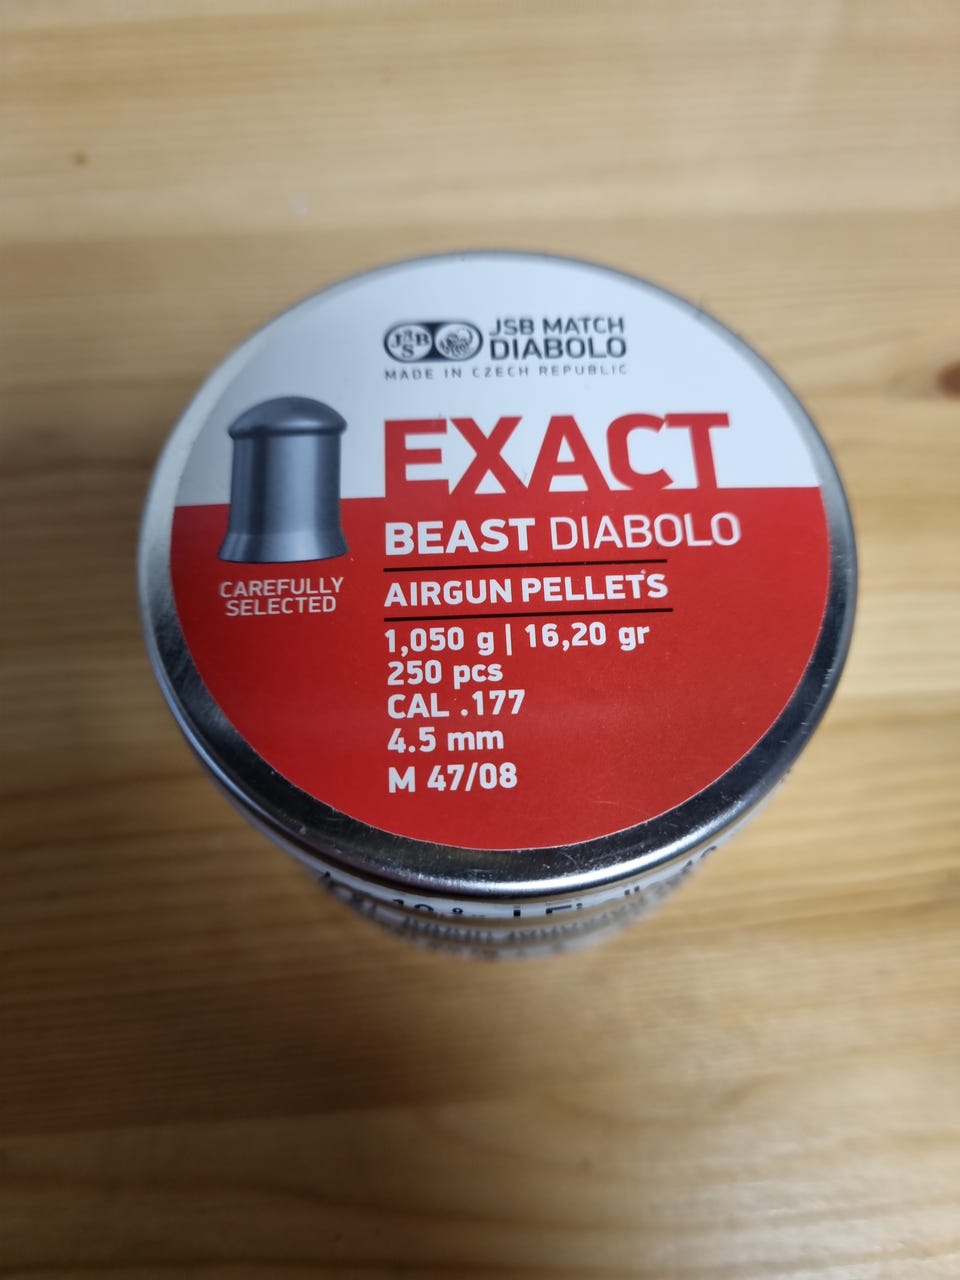 JSB
JSB MATCH
DIABOLO
MADE IN CZECH REPUBLIC
EXACT
BEAST DIABOLO
AIRGUN PELLETS
CAREFULLY
SELECTED
1,050 g | 16,20 gr
250 pcs
CAL .177
4.5 mm
M 47/08